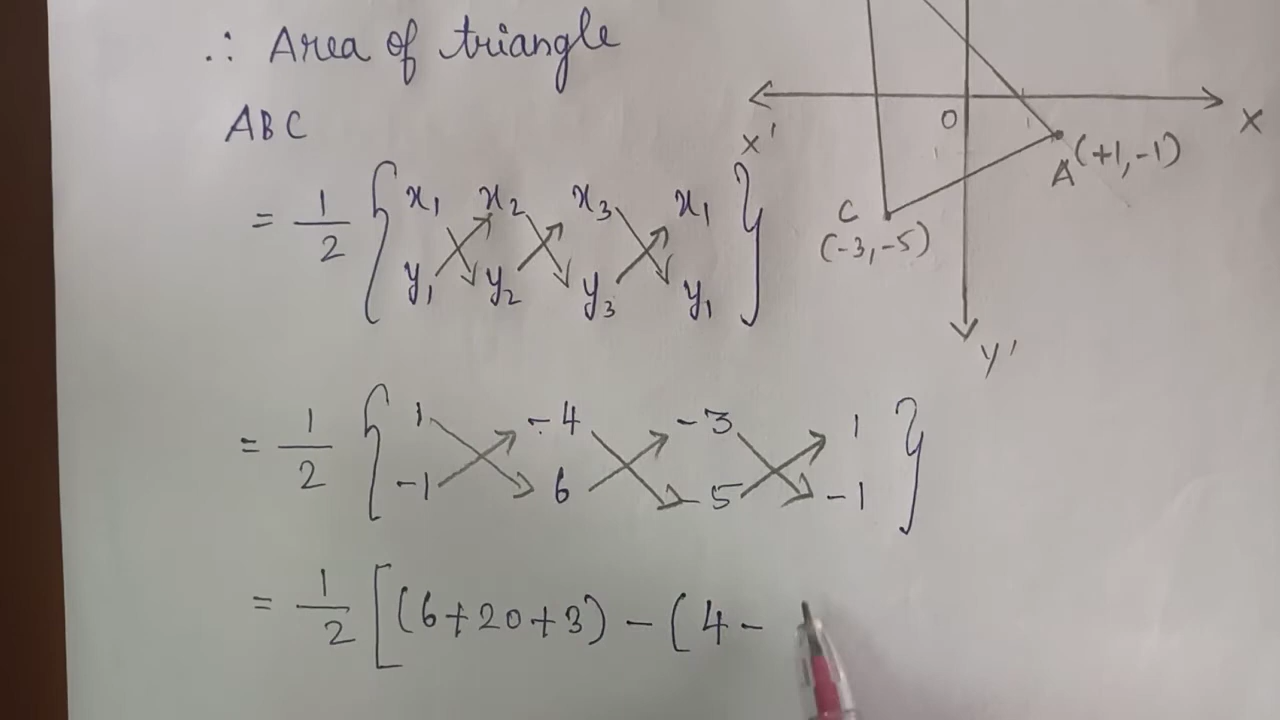 ∴ Area of triangle
ABC
= 1/2 { x₁ x₂ x₃ x₁
y₁ y₂ y₃ y₁ }
= 1/2 { 1 -4 -3 1
-1 6 -5 -1 }
= 1/2 [(6+20+3) - (4 -
X' O X
A (+1,-1)
C
(-3,-5)
Y'